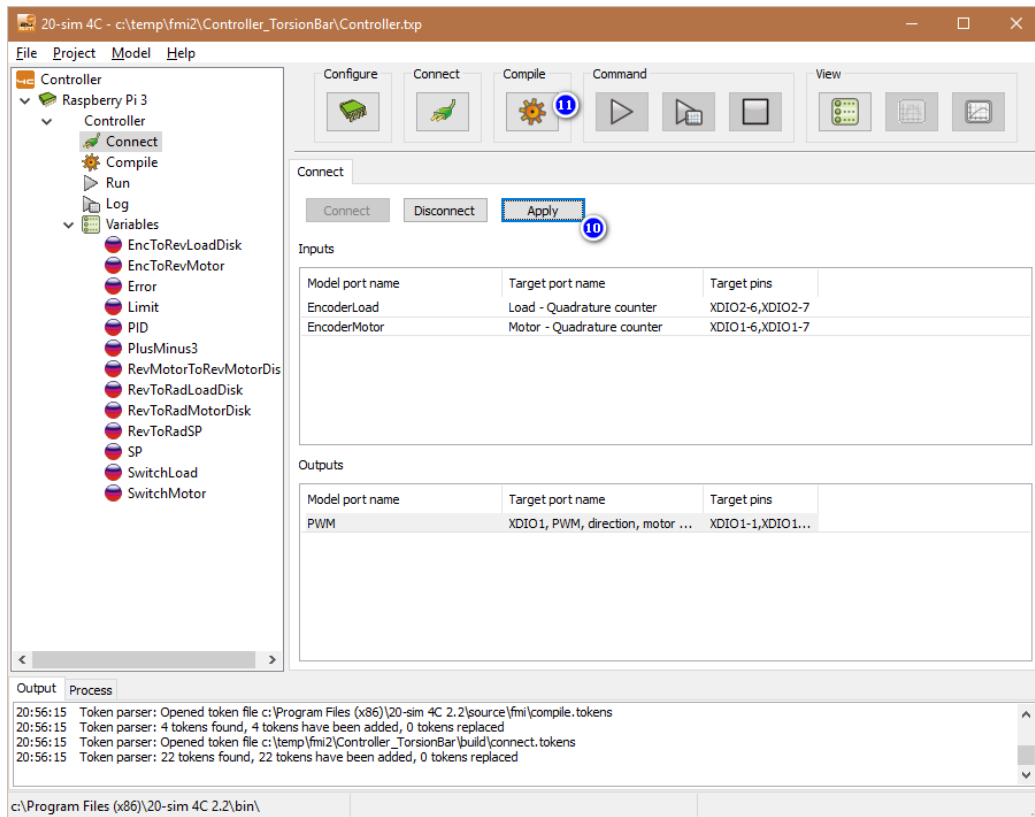 20-sim 4C - c:\temp\fmi2\Controller_TorsionBar\Controller.txp
File Project Model Help
Controller
Raspberry Pi 3
Controller
Connect
Compile
Run
Log
Variables
EncToRevLoadDisk
EncToRevMotor
Error
Limit
PID
PlusMinus3
RevMotorToRevMotorDis
RevToRadLoadDisk
RevToRadMotorDisk
RevToRadSP
SP
SwitchLoad
SwitchMotor
Configure Connect Compile Command View
11
Connect
Connect Disconnect Apply
10
Inputs
Model port name Target port name Target pins
EncoderLoad Load - Quadrature counter XDIO2-6,XDIO2-7
EncoderMotor Motor - Quadrature counter XDIO1-6,XDIO1-7
Outputs
Model port name Target port name Target pins
PWM XDIO1, PWM, direction, motor ... XDIO1-1,XDIO1...
Output Process
20:56:15 Token parser: Opened token file c:\Program Files (x86)\20-sim 4C 2.2\source\fmi\compile.tokens
20:56:15 Token parser: 4 tokens found, 4 tokens have been added, 0 tokens replaced
20:56:15 Token parser: Opened token file c:\temp\fmi2\Controller_TorsionBar\build\connect.tokens
20:56:15 Token parser: 22 tokens found, 22 tokens have been added, 0 tokens replaced
c:\Program Files (x86)\20-sim 4C 2.2\bin\